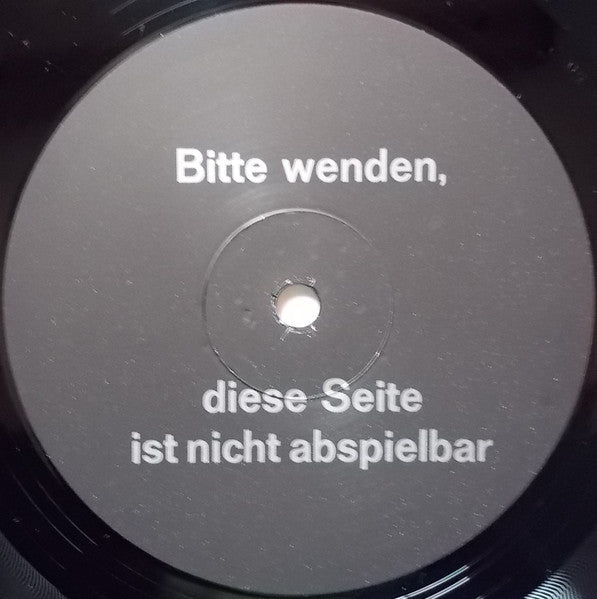 Bitte wenden,
diese Seite
ist nicht abspielbar